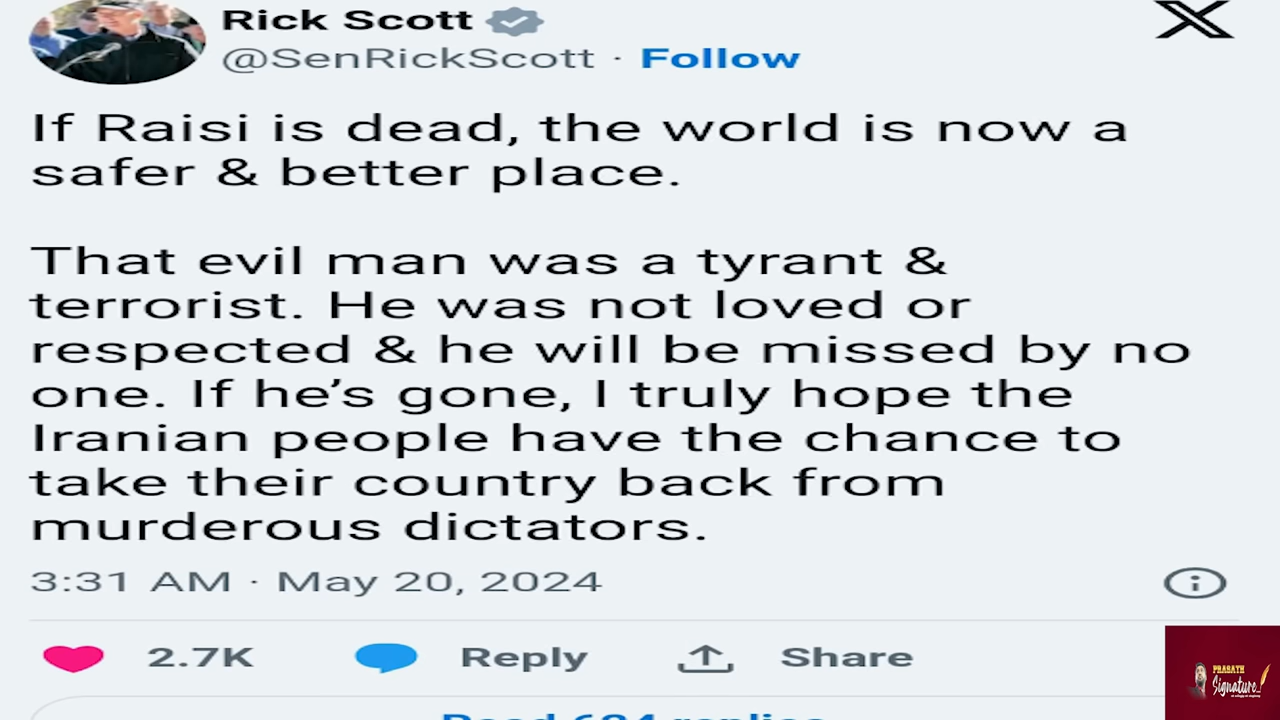 Rick Scott
@SenRickScott · Follow
If Raisi is dead, the world is now a
safer & better place.
That evil man was a tyrant &
terrorist. He was not loved or
respected & he will be missed by no
one. If he’s gone, I truly hope the
Iranian people have the chance to
take their country back from
murderous dictators.
3:31 AM · May 20, 2024
2.7K Reply Share
PRASATH
Signature
replies